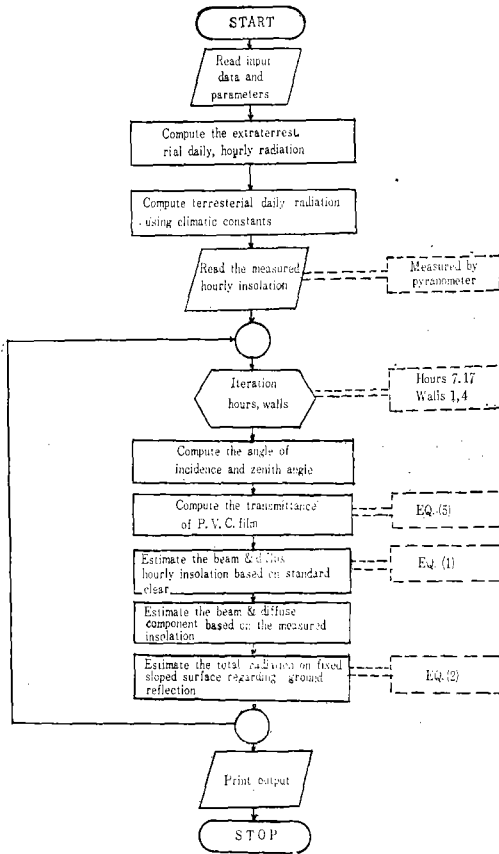 START
Read input
data and
parameters
Compute the extraterrest
rial daily, hourly radiation
Compute terresterial daily radiation
using climatic constants
Read the measured
hourly insolation
Measured by
pyranometer
Iteration
hours, walls
Hours 7.17
Walls 1,4
Compute the angle of
incidence and zenith angle
Compute the transmittance
of P. V. C. film
EQ. (5)
Estimate the beam &
hourly insolation based on standard
clear
EQ. (1)
Estimate the beam & diffuse
component based on the measured
insolation
Estimate the total radiation on fixed
sloped surface regarding ground
reflection
EQ. (2)
Print output
STOP